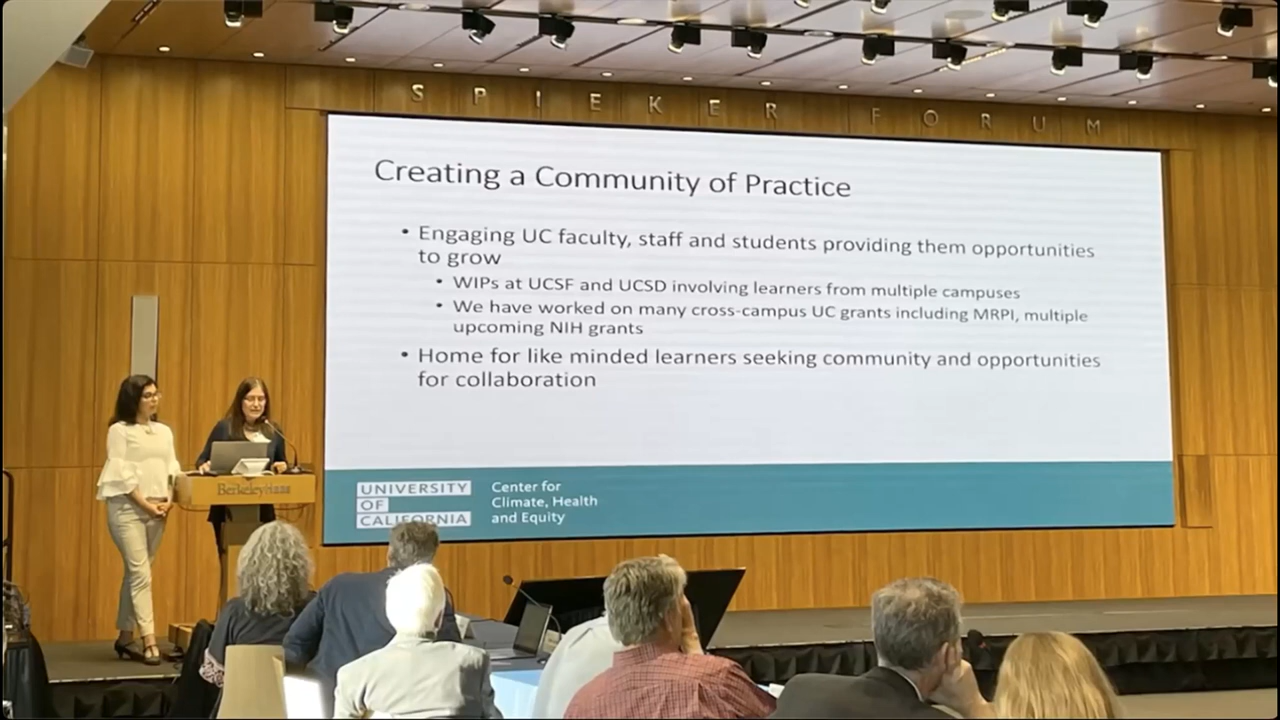 SPIEKER FORUM
Creating a Community of Practice
• Engaging UC faculty, staff and students providing them opportunities
to grow
• WIPs at UCSF and UCSD involving learners from multiple campuses
• We have worked on many cross-campus UC grants including MRPI, multiple
upcoming NIH grants
• Home for like minded learners seeking community and opportunities
for collaboration
UNIVERSITY
OF
CALIFORNIA
Center for
Climate, Health
and Equity
BerkeleyHaas